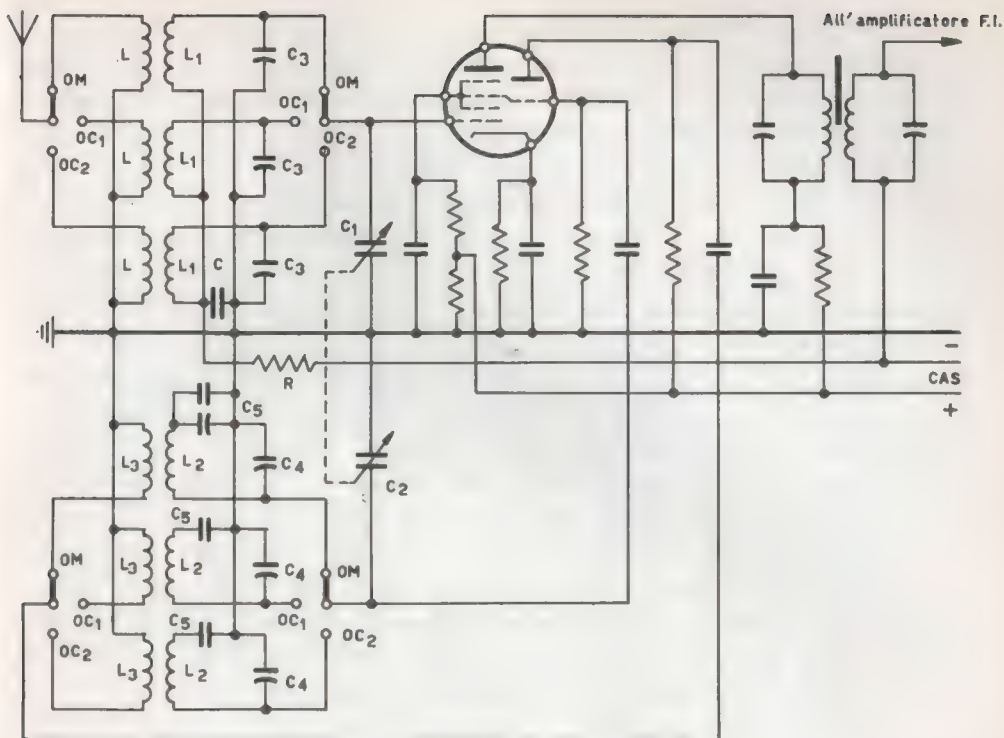 All' amplificatore F.I.
L
L1
C3
OM
OM
OC1
OC1
OC2
OC2
L
L1
C3
L
L1
C
C3
C1
−
R
CAS
+
C5
L3
L2
C4
C2
C5
OM
L3
L2
C4
OM
OC1
OC1
C5
OC2
OC2
L3
L2
C4